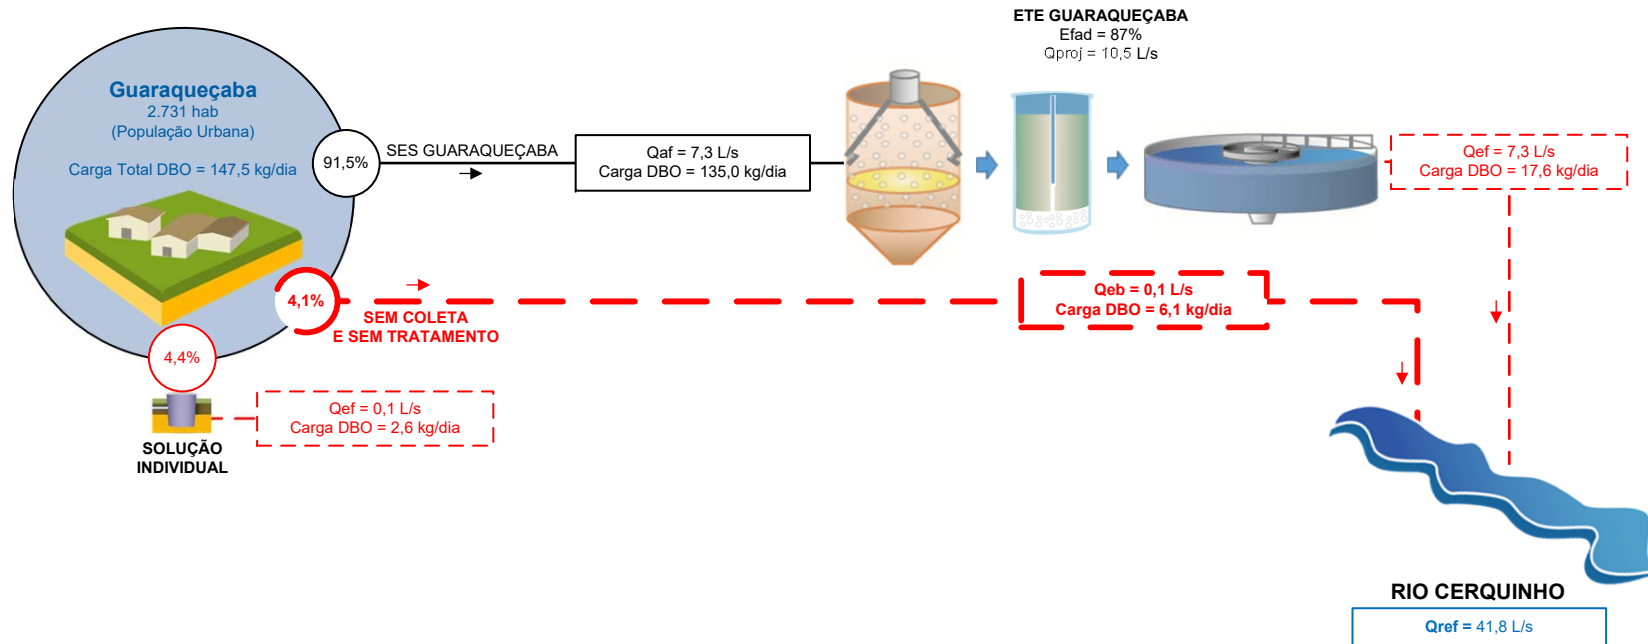 ETE GUARAQUEÇABA
Efad = 87%
Qproj = 10,5 L/s
Guaraqueçaba
2.731 hab
(População Urbana)
Carga Total DBO = 147,5 kg/dia
91,5%
SES GUARAQUEÇABA
Qaf = 7,3 L/s
Carga DBO = 135,0 kg/dia
Qef = 7,3 L/s
Carga DBO = 17,6 kg/dia
4,1%
SEM COLETA
E SEM TRATAMENTO
Qeb = 0,1 L/s
Carga DBO = 6,1 kg/dia
4,4%
Qef = 0,1 L/s
Carga DBO = 2,6 kg/dia
SOLUÇÃO
INDIVIDUAL
RIO CERQUINHO
Qref = 41,8 L/s